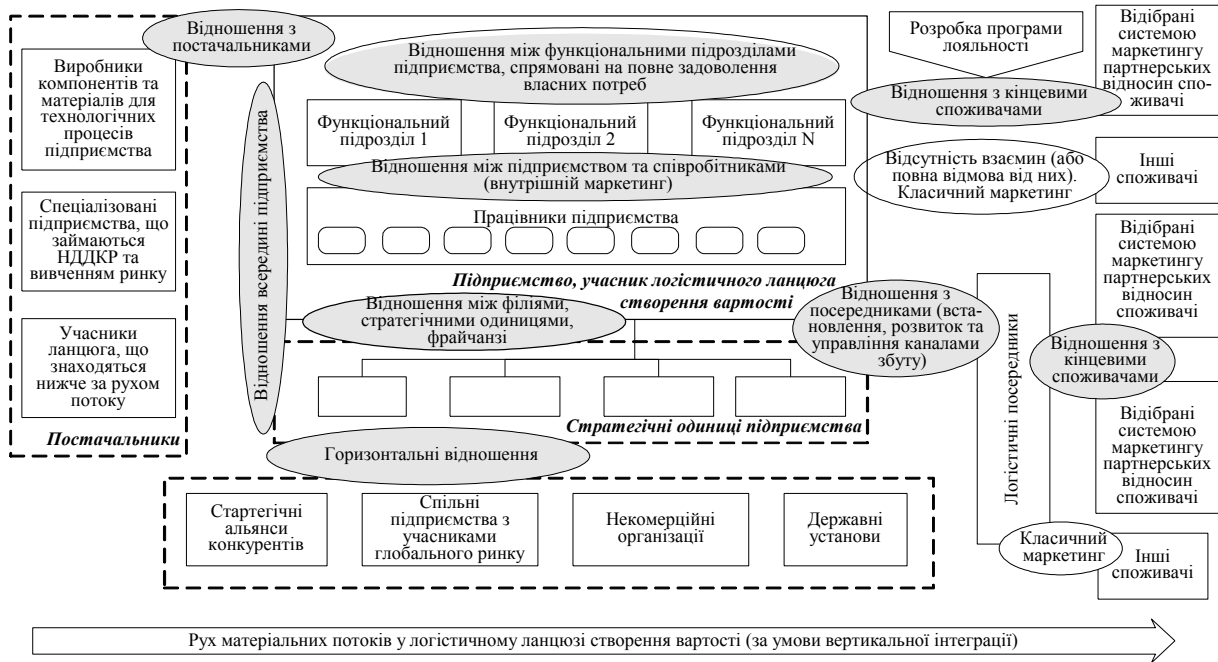 Відношення з
постачальниками
Виробники
компонентів та
матеріалів для
технологічних
процесів
підприємства
Спеціалізовані
підприємства, що
займаються
НДДКР та
вивченням ринку
Учасники
ланцюга, що
знаходяться
нижче за рухом
потоку
Постачальники
Відношення всередині підприємства
Відношення між функціональними підрозділами
підприємства, спрямовані на повне задоволення
власних потреб
Функціональний
підрозділ 1
Функціональний
підрозділ 2
Функціональний
підрозділ N
Відношення між підприємством та співробітниками
(внутрішній маркетинг)
Працівники підприємства
Підприємство, учасник логістичного ланцюга
створення вартості
Відношення між філіями,
стратегічними одиницями,
фрайчанзі
Стратегічні одиниці підприємства
Горизонтальні відношення
Стартегічні
альянси
конкурентів
Спільні
підприємства з
учасниками
глобального ринку
Некомерційні
організації
Державні
установи
Розробка програми
лояльності
Відношення з кінцевими
споживачами
Відібрані
системою
маркетингу
партнерських
відносин спо-
живачі
Відсутність взаємин (або
повна відмова від них).
Класичний маркетинг
Інші
споживачі
Відношення з
посередниками (вста-
новлення, розвиток та
управління каналами
збуту)
Логістичні посередники
Відібрані
системою
маркетингу
партнерських
відносин
споживачі
Відношення з
кінцевими
споживачами
Відібрані
системою
маркетингу
партнерських
відносин
споживачі
Класичний
маркетинг
Інші
споживачі
Рух матеріальних потоків у логістичному ланцюзі створення вартості (за умови вертикальної інтеграції)